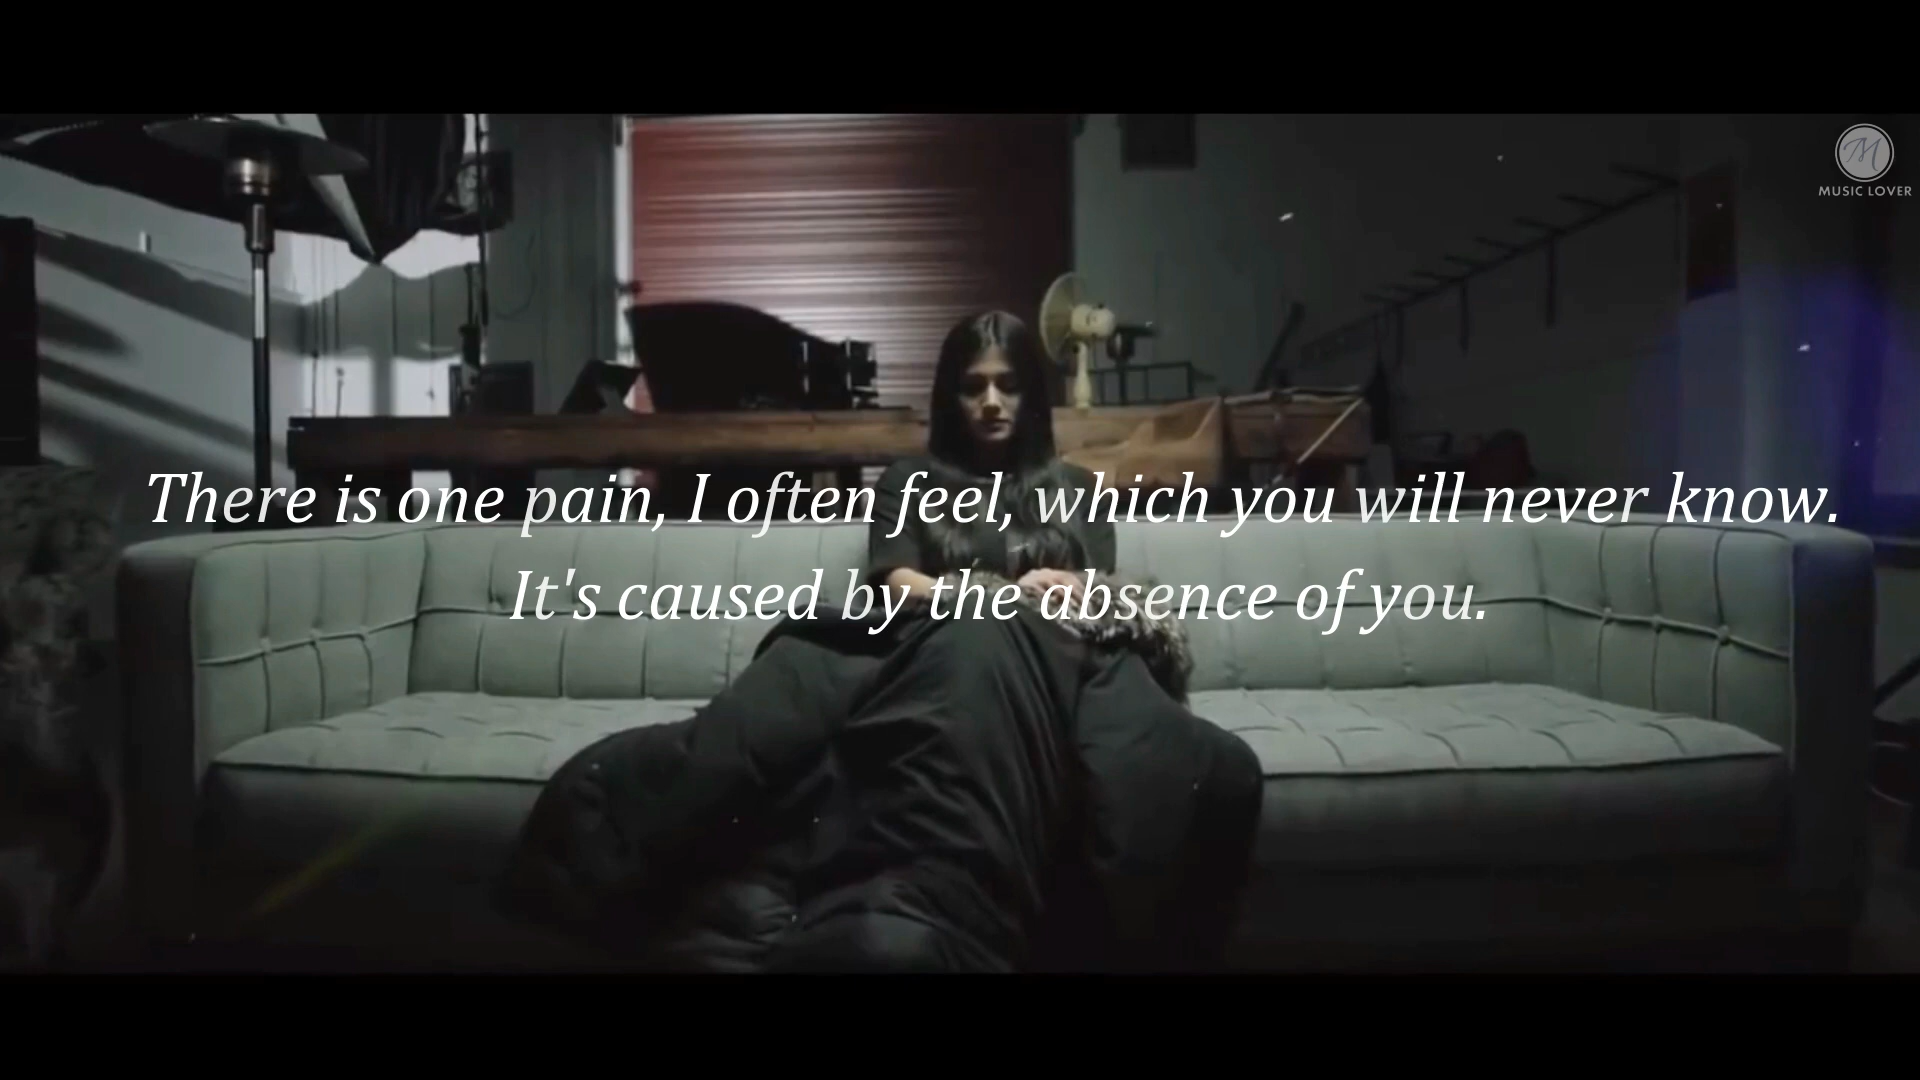 MUSIC LOVER
There is one pain, I often feel, which you will never know.
It's caused by the absence of you.